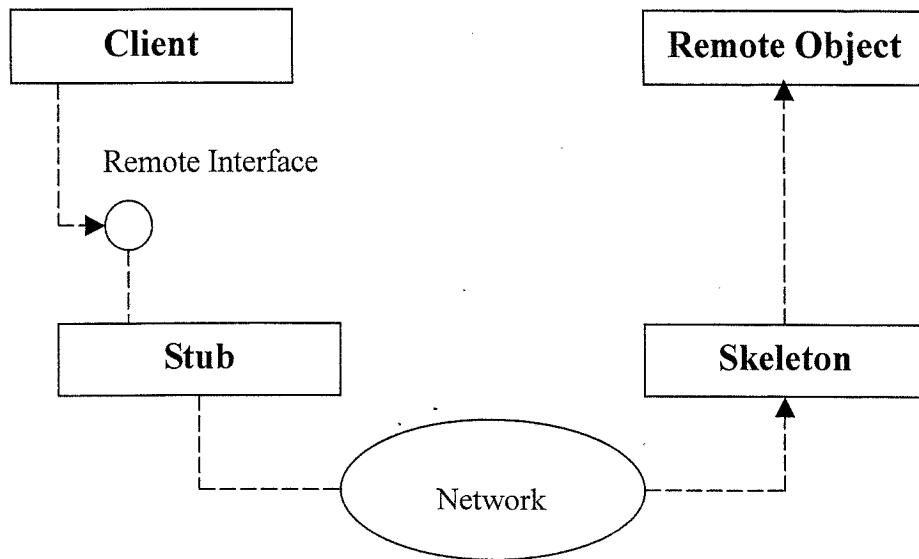 Client
Remote Object
Remote Interface
Stub
Skeleton
Network